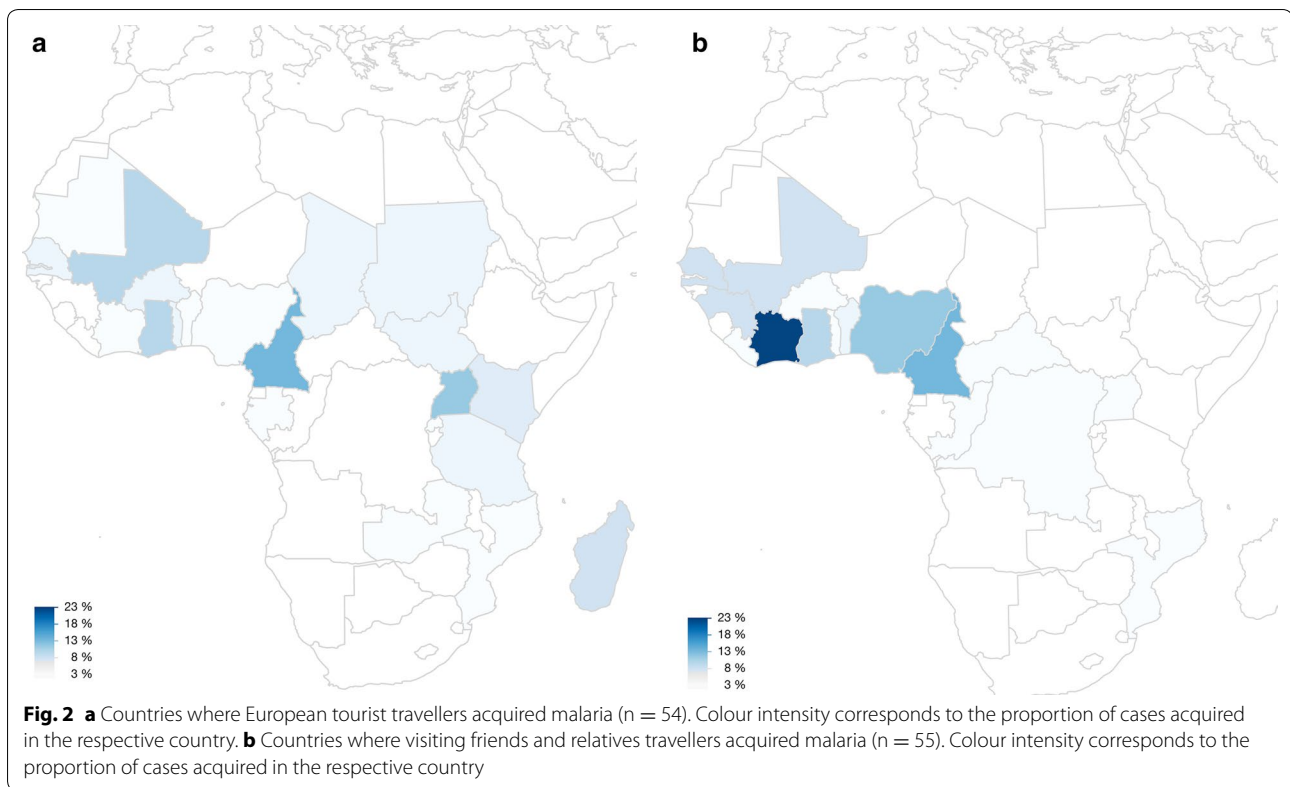 a
b
23 %
18 %
13 %
8 %
3 %
23 %
18 %
13 %
8 %
3 %
Fig. 2 a Countries where European tourist travellers acquired malaria (n = 54). Colour intensity corresponds to the proportion of cases acquired
in the respective country. b Countries where visiting friends and relatives travellers acquired malaria (n = 55). Colour intensity corresponds to the
proportion of cases acquired in the respective country